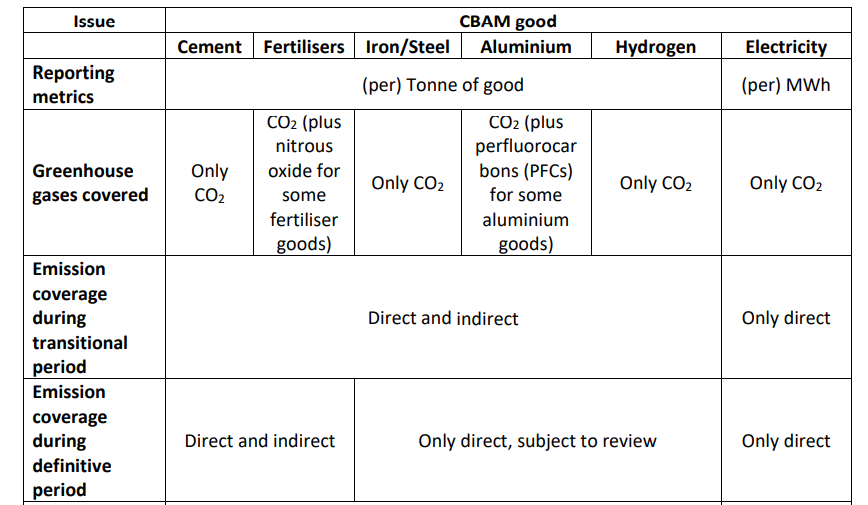 Issue CBAM good
Cement Fertilisers Iron/Steel Aluminium Hydrogen Electricity
Reporting
metrics
(per) Tonne of good
(per) MWh
Greenhouse
gases covered
Only
CO₂
CO₂ (plus
nitrous
oxide for
some
fertiliser
goods)
Only CO₂
CO₂ (plus
perfluorocar
bons (PFCs)
for some
aluminium
goods)
Only CO₂
Only CO₂
Emission
coverage
during
transitional
period
Direct and indirect
Only direct
Emission
coverage
during
definitive
period
Direct and indirect
Only direct, subject to review
Only direct